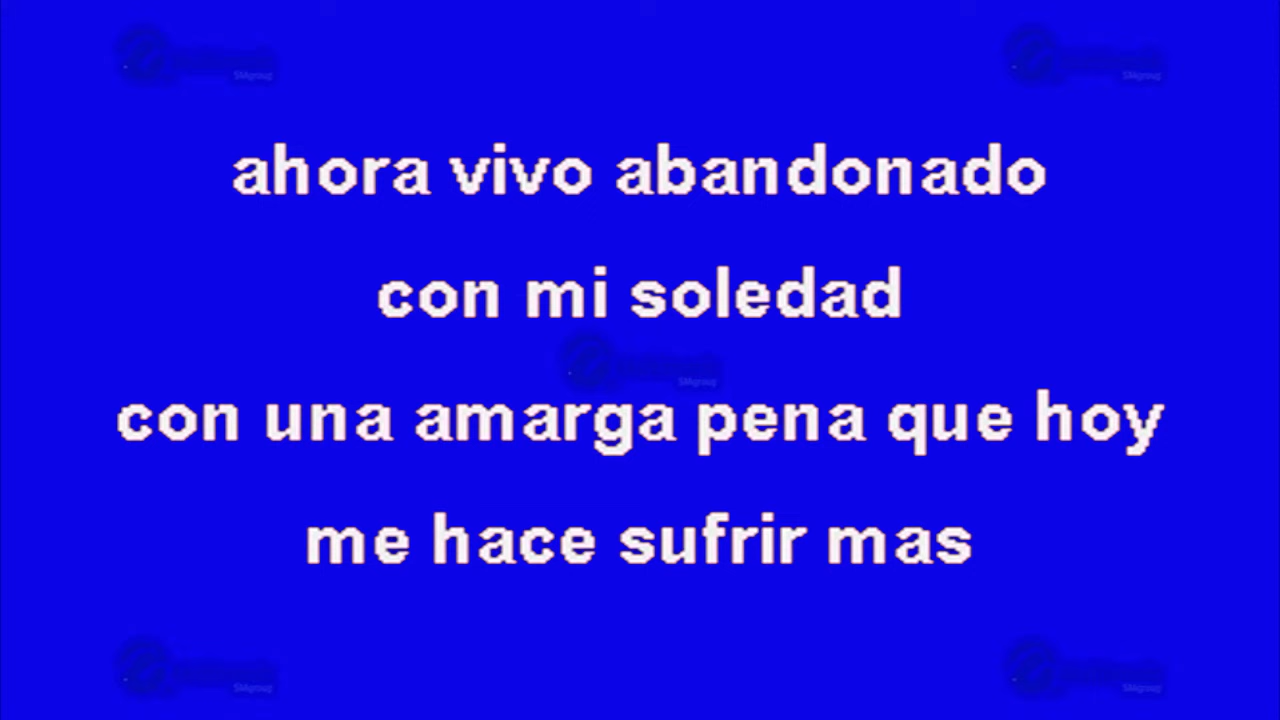 ahora vivo abandonado
con mi soledad
con una amarga pena que hoy
me hace sufrir mas